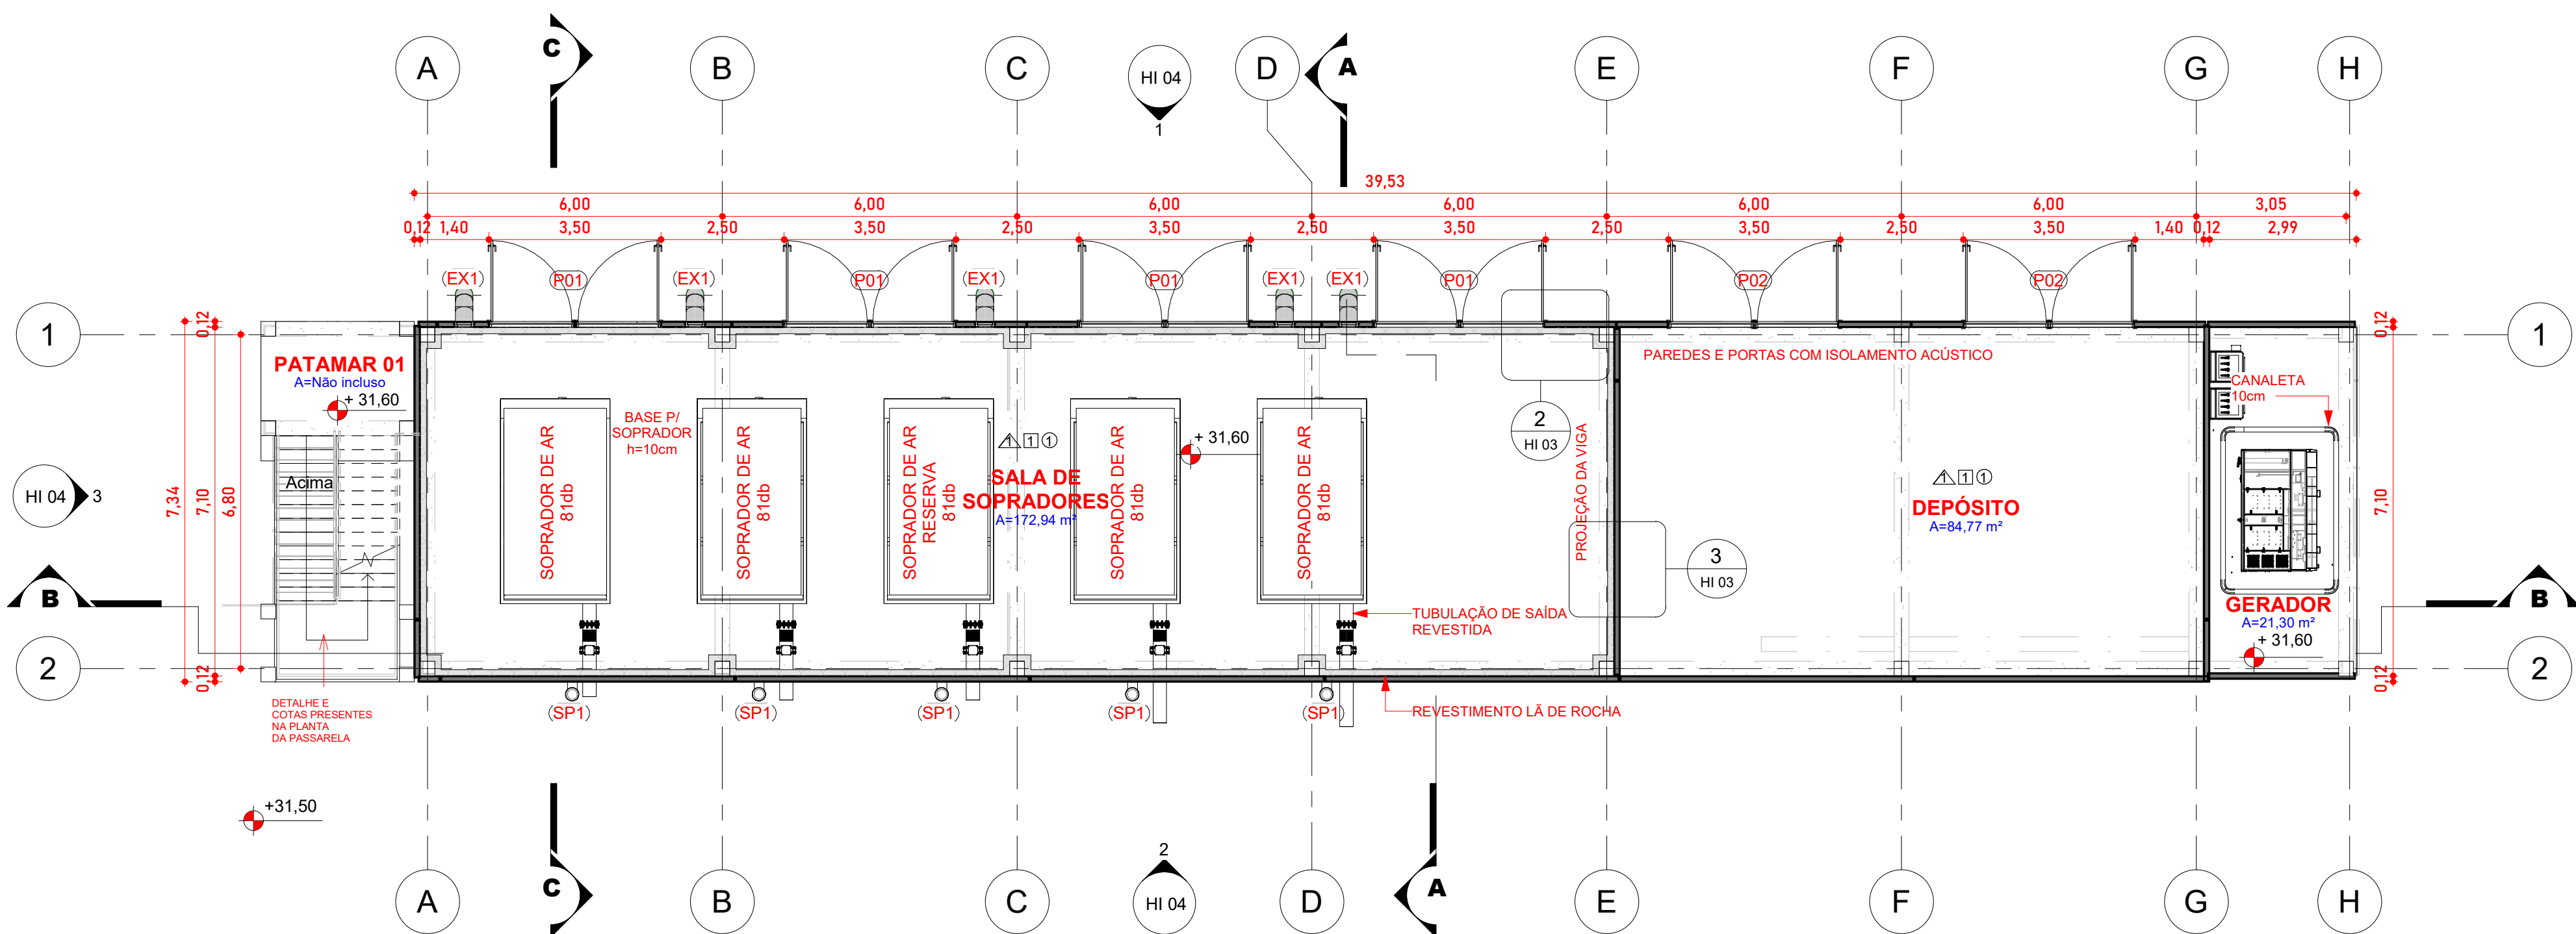 C
A
A
B
C
HI 04
1
D
E
F
G
H
39,53
6,00
6,00
6,00
6,00
6,00
6,00
3,05
0,12
1,40
3,50
2,50
3,50
2,50
3,50
2,50
3,50
2,50
3,50
2,50
3,50
1,40
0,12
2,99
(EX1)
P01
(EX1)
P01
(EX1)
P01
(EX1)
(EX1)
P01
P02
P02
1
1
0,12
0,12
PATAMAR 01
A=Não incluso
+ 31,60
PAREDES E PORTAS COM ISOLAMENTO ACÚSTICO
CANALETA
10cm
7,34
7,10
6,80
BASE P/
SOPRADOR
h=10cm
SOPRADOR DE AR
81db
SOPRADOR DE AR
81db
SOPRADOR DE AR
RESERVA
81db
SOPRADOR DE AR
81db
SOPRADOR DE AR
81db
1 1 1
SALA DE
SOPRADORES
A=172,94 m²
+ 31,60
2
HI 03
PROJEÇÃO DA VIGA
1 1 1
DEPÓSITO
A=84,77 m²
7,10
HI 04
3
Acima
3
HI 03
B
B
TUBULAÇÃO DE SAÍDA
REVESTIDA
GERADOR
A=21,30 m²
+ 31,60
2
2
0,12
0,12
DETALHE E
COTAS PRESENTES
NA PLANTA
DA PASSARELA
(SP1)
(SP1)
(SP1)
(SP1)
(SP1)
REVESTIMENTO LÃ DE ROCHA
+31,50
2
HI 04
C
A
A
B
C
D
E
F
G
H